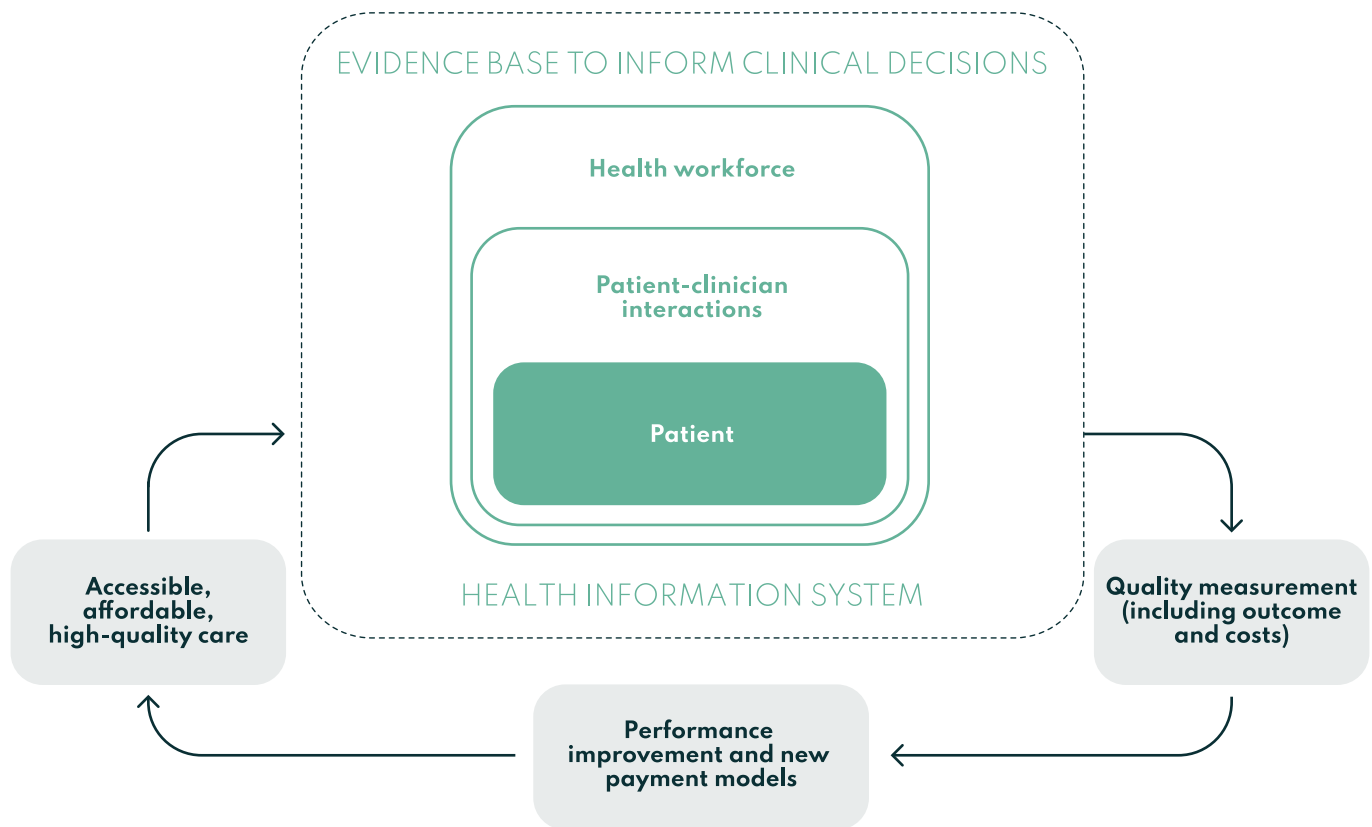 EVIDENCE BASE TO INFORM CLINICAL DECISIONS
Health workforce
Patient-clinician
interactions
Patient
HEALTH INFORMATION SYSTEM
Accessible,
affordable,
high-quality care
Quality measurement
(including outcome
and costs)
Performance
improvement and new
payment models